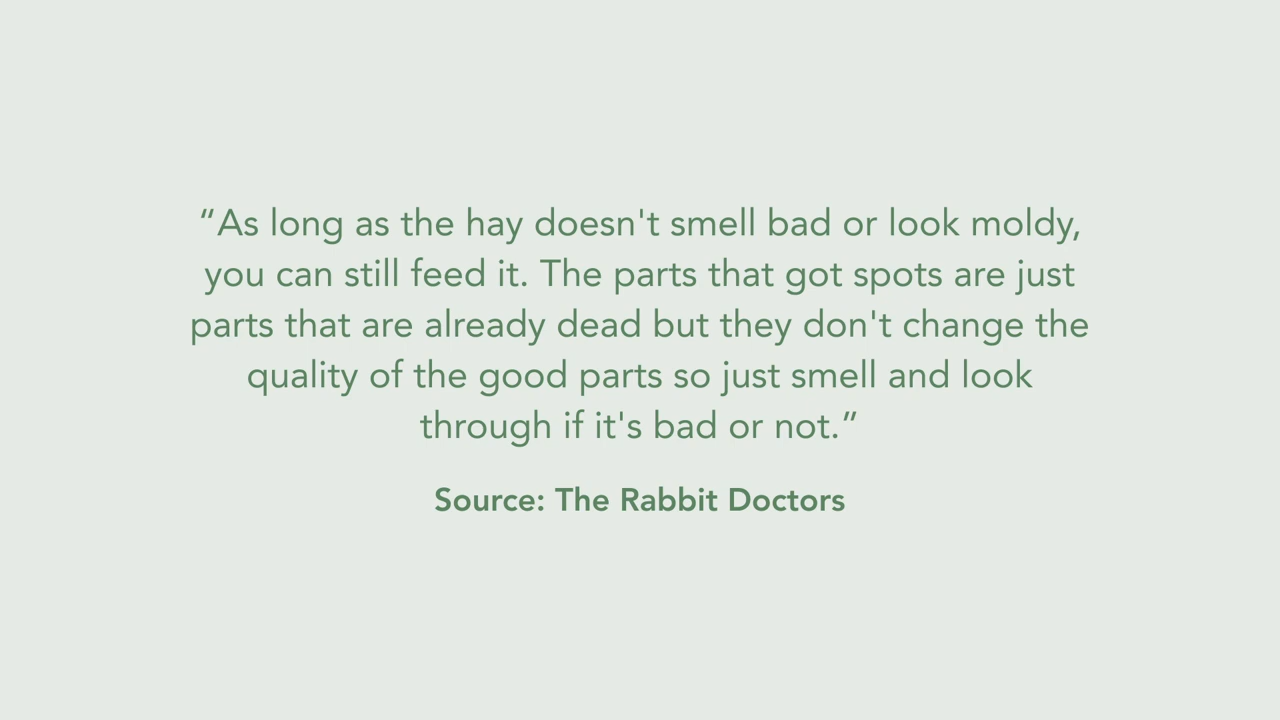 “As long as the hay doesn't smell bad or look moldy,
you can still feed it. The parts that got spots are just
parts that are already dead but they don't change the
quality of the good parts so just smell and look
through if it's bad or not.”
Source: The Rabbit Doctors